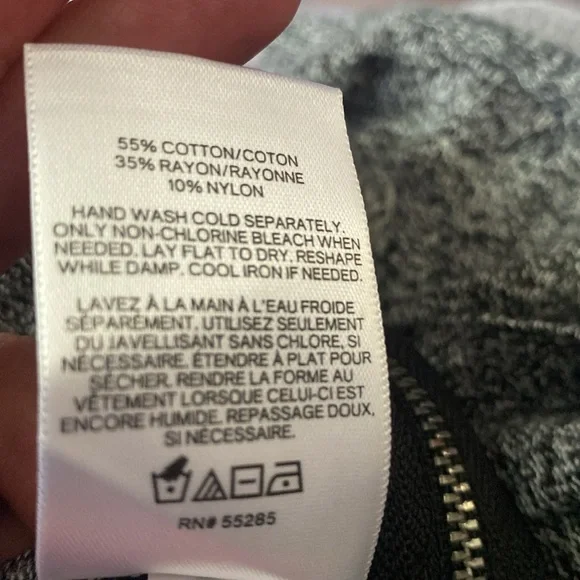 55% COTTON/COTON
35% RAYON/RAYONNE
10% NYLON
HAND WASH COLD SEPARATELY.
ONLY NON-CHLORINE BLEACH WHEN
NEEDED. LAY FLAT TO DRY. RESHAPE
WHILE DAMP. COOL IRON IF NEEDED.
LAVEZ À LA MAIN À L'EAU FROIDE
SÉPARÉMENT. UTILISEZ SEULEMENT
DU JAVELLISANT SANS CHLORE, SI
NÉCESSAIRE. ÉTENDRE À PLAT POUR
SÉCHER. RENDRE LA FORME AU
VÊTEMENT LORSQUE CELUI-CI EST
ENCORE HUMIDE. REPASSAGE DOUX,
SI NÉCESSAIRE.
RN# 55285